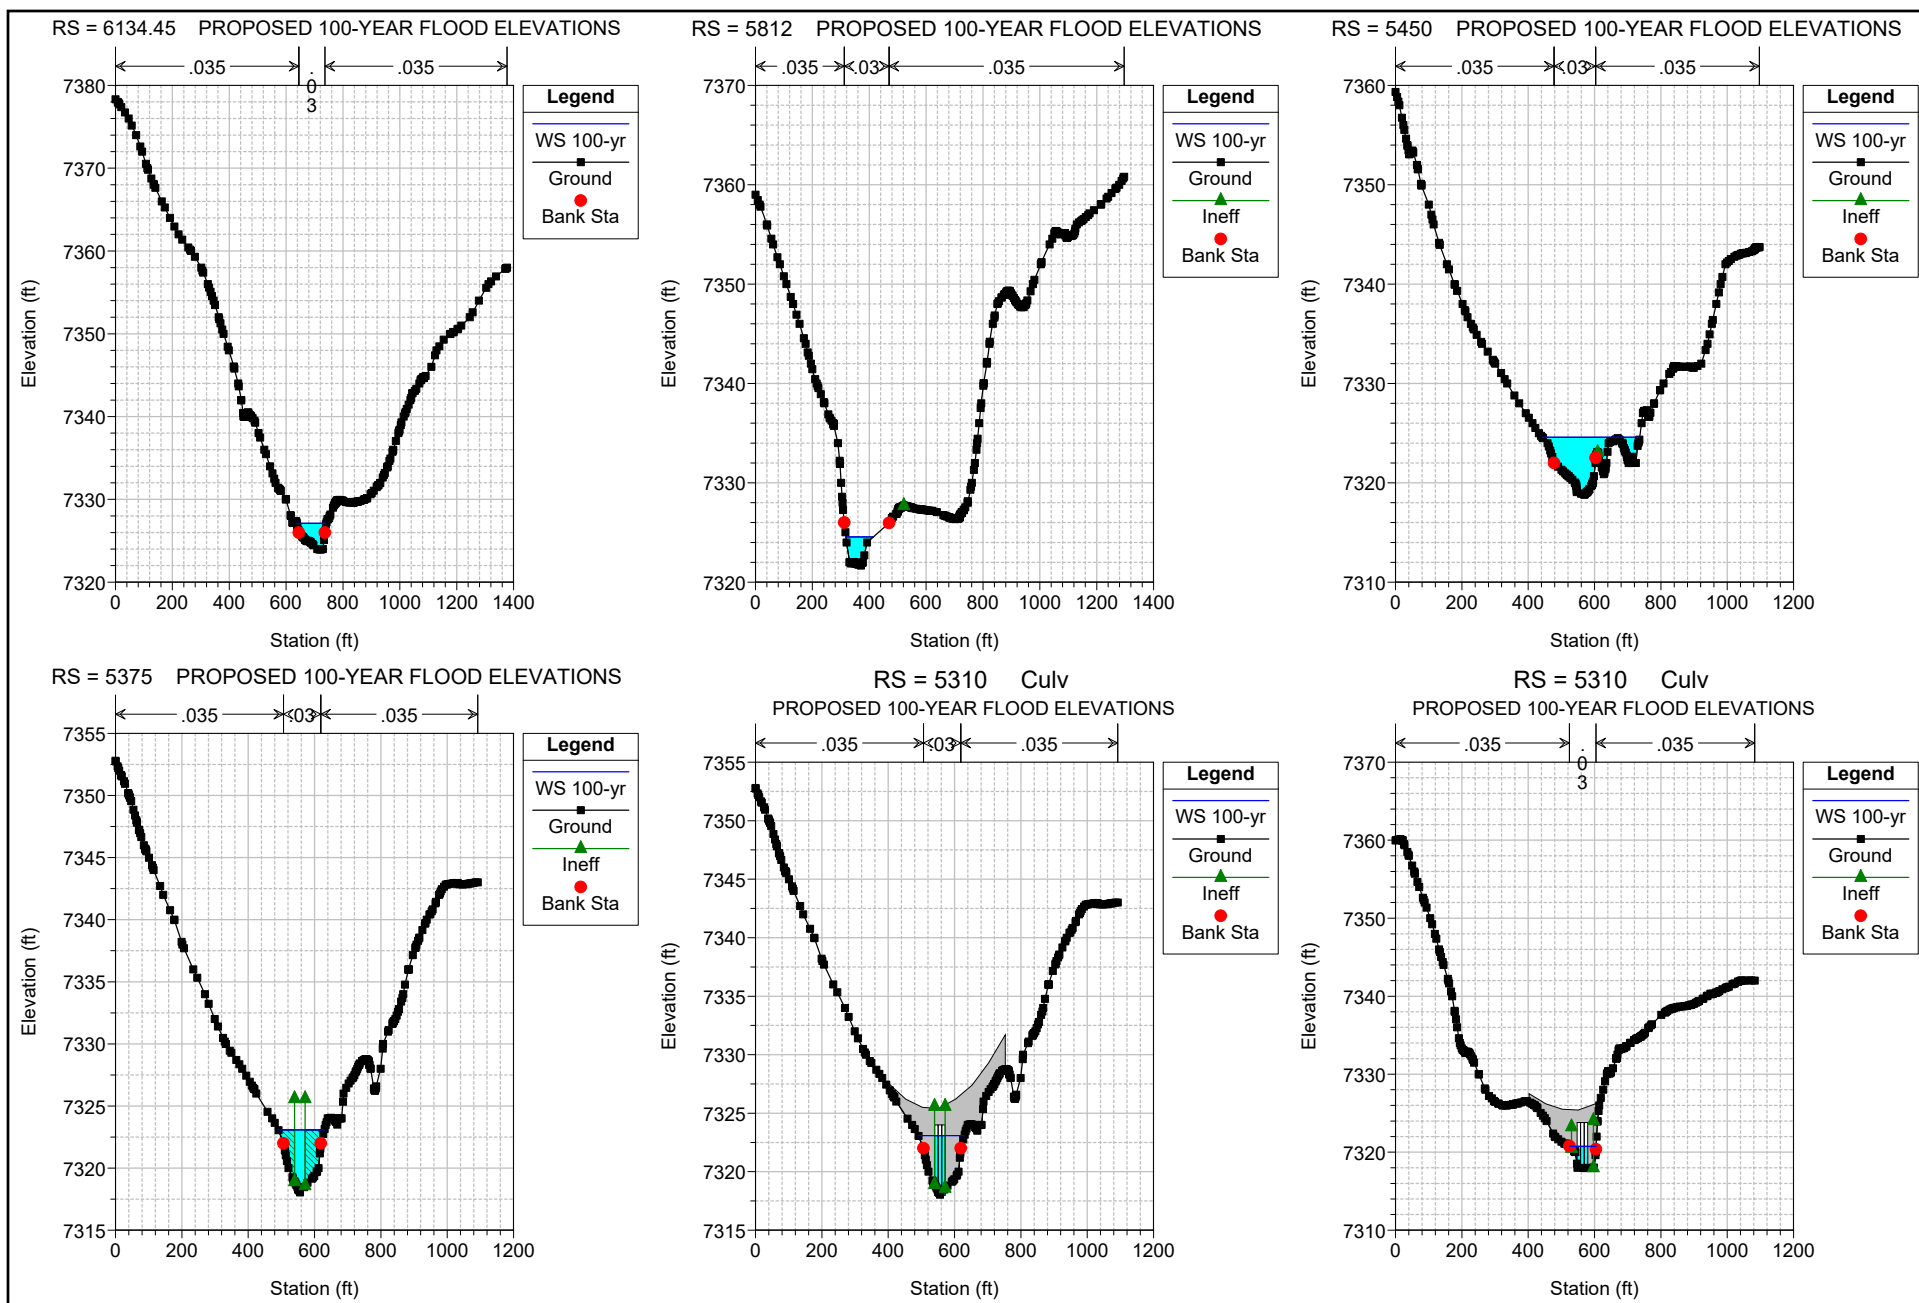 RS = 6134.45 PROPOSED 100-YEAR FLOOD ELEVATIONS
.035 .03 .035
7380
7370
7360
7350
7340
7330
7320
Elevation (ft)
0 200 400 600 800 1000 1200 1400
Station (ft)
Legend
WS 100-yr
Ground
Bank Sta
RS = 5812 PROPOSED 100-YEAR FLOOD ELEVATIONS
.035 .03 .035
7370
7360
7350
7340
7330
7320
Elevation (ft)
0 200 400 600 800 1000 1200 1400
Station (ft)
Legend
WS 100-yr
Ground
Ineff
Bank Sta
RS = 5450 PROPOSED 100-YEAR FLOOD ELEVATIONS
.035 .03 .035
7360
7350
7340
7330
7320
7310
Elevation (ft)
0 200 400 600 800 1000 1200
Station (ft)
Legend
WS 100-yr
Ground
Ineff
Bank Sta
RS = 5375 PROPOSED 100-YEAR FLOOD ELEVATIONS
.035 .03 .035
7355
7350
7345
7340
7335
7330
7325
7320
7315
Elevation (ft)
0 200 400 600 800 1000 1200
Station (ft)
Legend
WS 100-yr
Ground
Ineff
Bank Sta
RS = 5310 Culv
PROPOSED 100-YEAR FLOOD ELEVATIONS
.035 .03 .035
7355
7350
7345
7340
7335
7330
7325
7320
7315
Elevation (ft)
0 200 400 600 800 1000 1200
Station (ft)
Legend
WS 100-yr
Ground
Ineff
Bank Sta
RS = 5310 Culv
PROPOSED 100-YEAR FLOOD ELEVATIONS
.035 .03 .035
7370
7360
7350
7340
7330
7320
7310
Elevation (ft)
0 200 400 600 800 1000 1200
Station (ft)
Legend
WS 100-yr
Ground
Ineff
Bank Sta